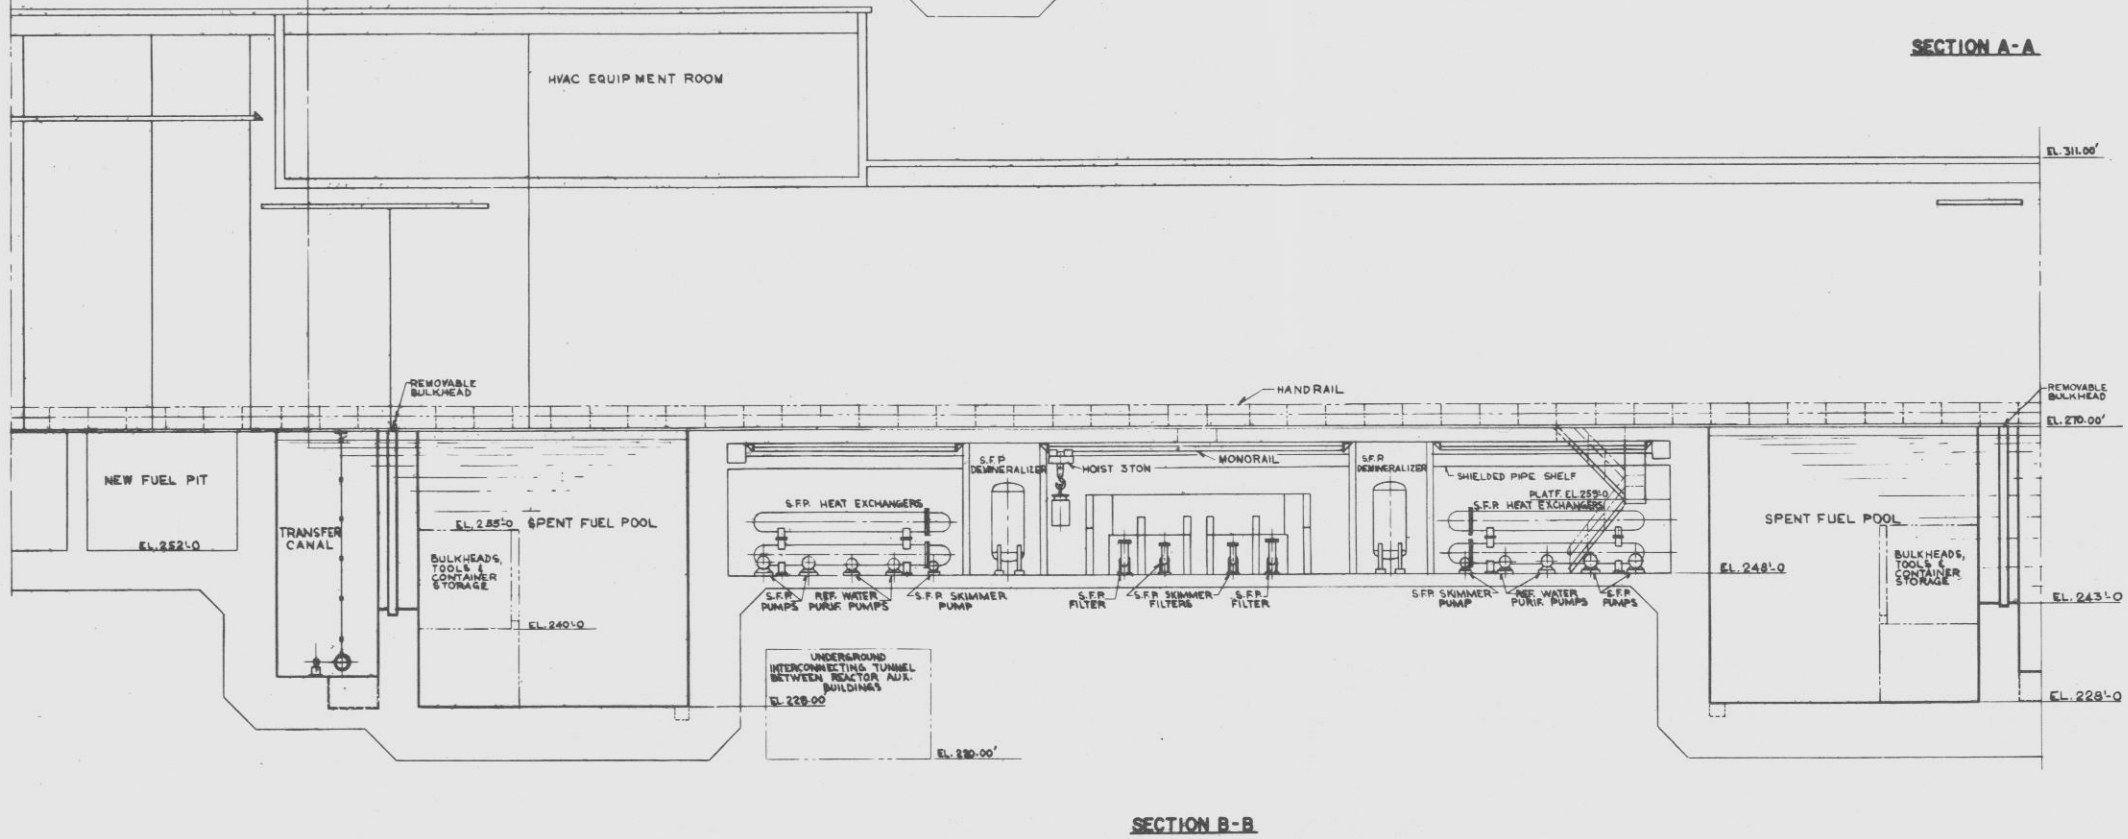 SECTION A-A
HVAC EQUIPMENT ROOM
EL. 311.00'
REMOVABLE
BULKHEAD
HANDRAIL
REMOVABLE
BULKHEAD
EL. 270.00'
NEW FUEL PIT
EL. 252'-0
TRANSFER
CANAL
EL. 255'-0
SPENT FUEL POOL
BULKHEADS,
TOOLS &
CONTAINER
STORAGE
EL. 240'-0
S.F.P. HEAT EXCHANGERS
S.F.P.
DEMINERALIZER
HOIST 3 TON
MONORAIL
S.F.P.
DEMINERALIZER
SHIELDED PIPE SHELF
PLATF. EL. 259'-0
S.F.P. HEAT EXCHANGERS
SPENT FUEL POOL
BULKHEADS,
TOOLS &
CONTAINER
STORAGE
EL. 248'-0
EL. 243'-0
S.F.P.
PUMPS
REF. WATER
PURIF. PUMPS
S.F.P. SKIMMER
PUMP
S.F.P.
FILTER
S.F.P. SKIMMER
FILTERS
S.F.P.
FILTER
S.F.P. SKIMMER
PUMP
REF. WATER
PURIF. PUMPS
S.F.P.
PUMPS
UNDERGROUND
INTERCONNECTING TUNNEL
BETWEEN REACTOR AUX.
BUILDINGS
EL. 228.00
EL. 228'-0
EL. 220.00'
SECTION B-B